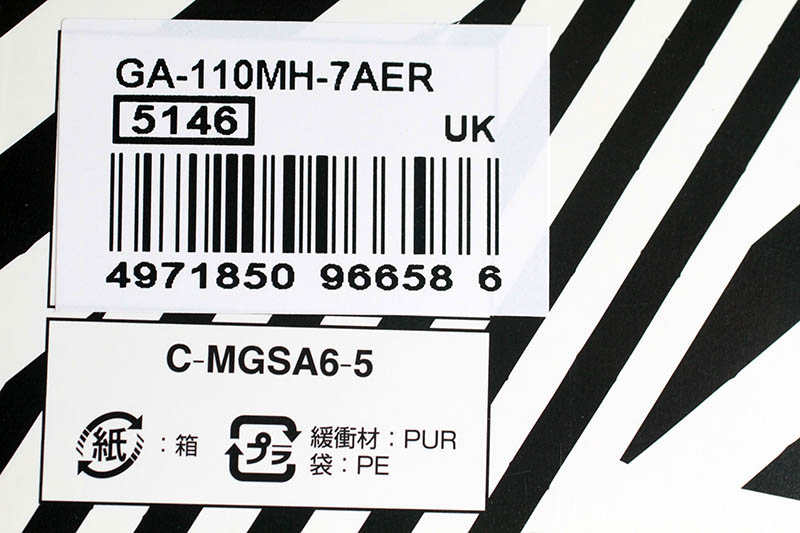 GA-110MH-7AER
5146
UK
4971850 96658 6
C-MGSA6-5
紙 : 箱
プラ 緩衝材 : PUR
袋 : PE